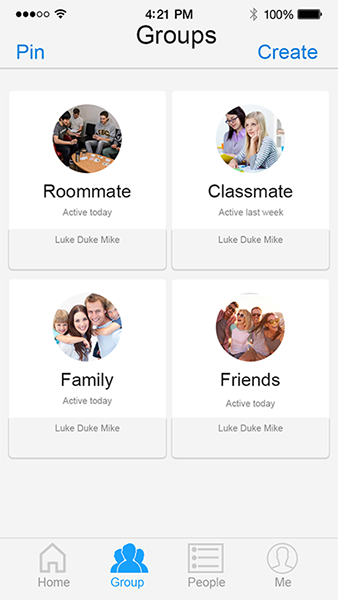 4:21 PM 100%
Groups
Pin Create
Roommate Classmate
Active today Active last week
Luke Duke Mike Luke Duke Mike
Family Friends
Active today Active today
Luke Duke Mike Luke Duke Mike
Home Group People Me